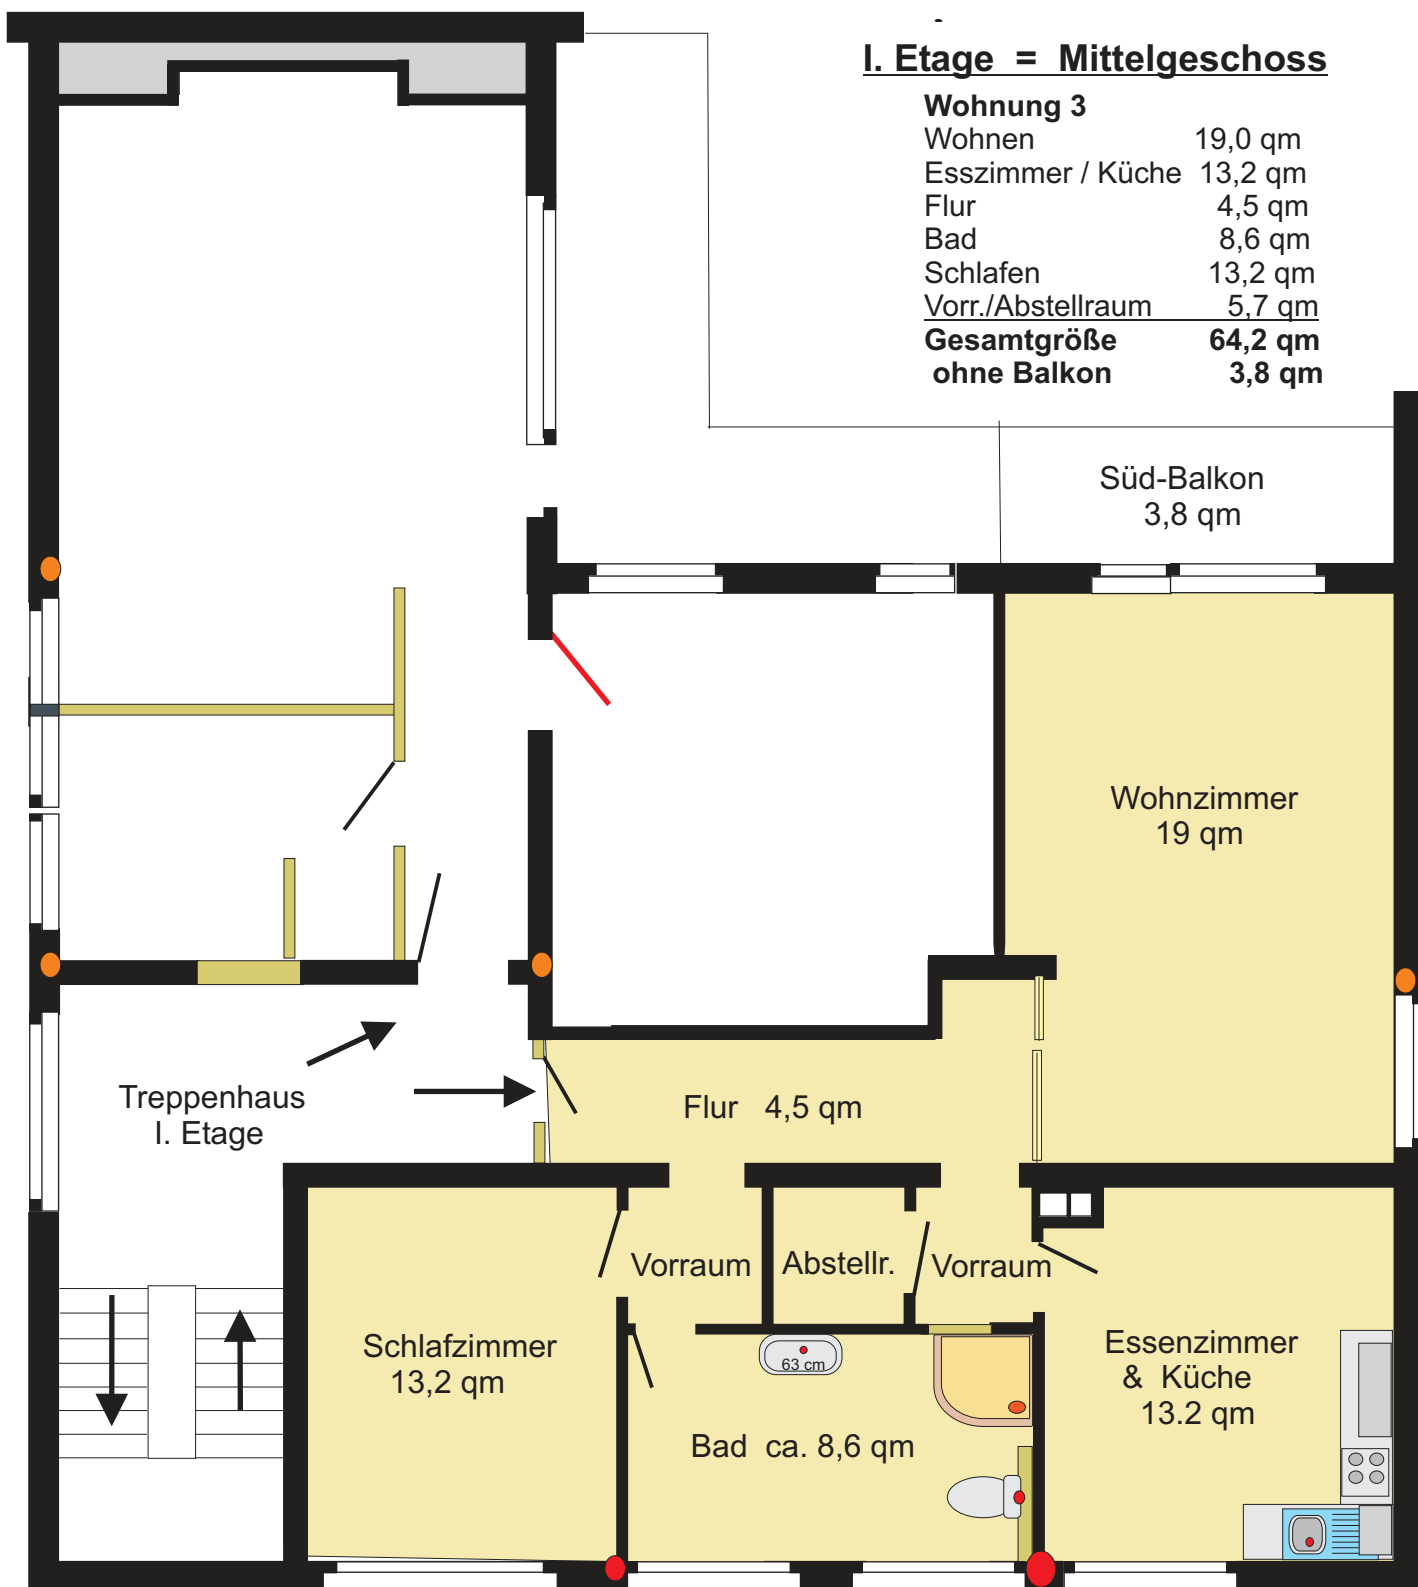 I. Etage = Mittelgeschoss
Wohnung 3
Wohnen 19,0 qm
Esszimmer / Küche 13,2 qm
Flur 4,5 qm
Bad 8,6 qm
Schlafen 13,2 qm
Vorr./Abstellraum 5,7 qm
Gesamtgröße 64,2 qm
ohne Balkon 3,8 qm
Süd-Balkon
3,8 qm
Wohnzimmer
19 qm
Treppenhaus
I. Etage
Flur 4,5 qm
Vorraum
Abstellr.
Vorraum
Schlafzimmer
13,2 qm
63 cm
Essenzimmer
& Küche
13.2 qm
Bad ca. 8,6 qm